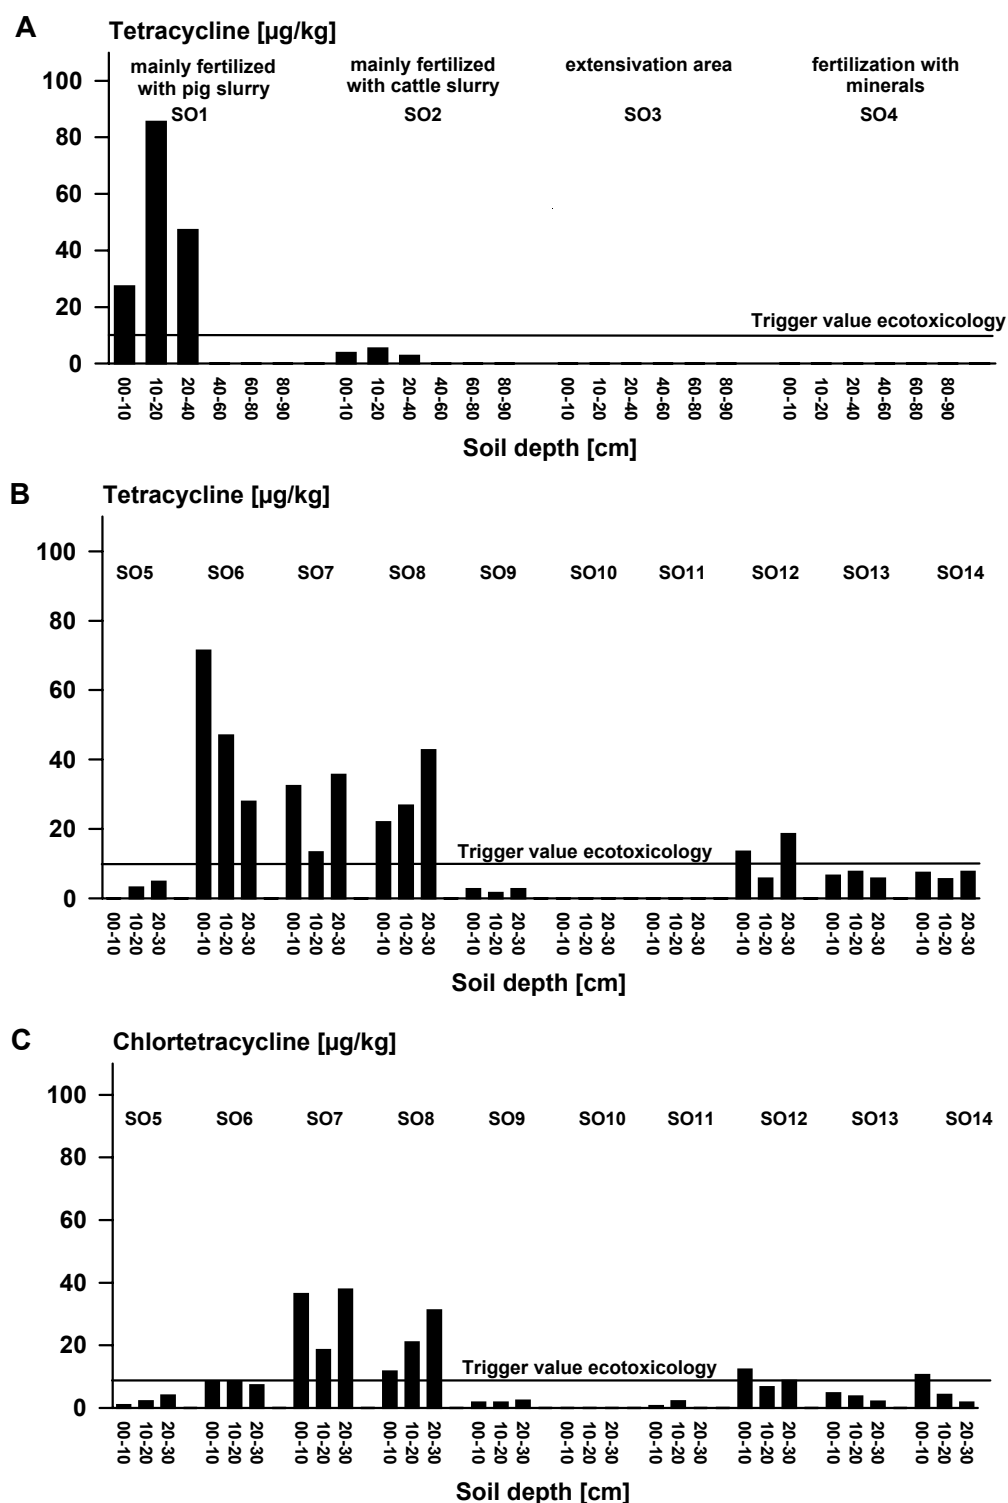 A
Tetracycline [µg/kg]
mainly fertilized
with pig slurry
SO1
mainly fertilized
with cattle slurry
SO2
extensivation area
SO3
fertilization with
minerals
SO4
100
80
60
40
20
0
Trigger value ecotoxicology
00-10 10-20 20-40 40-60 60-80 80-90 00-10 10-20 20-40 40-60 60-80 80-90 00-10 10-20 20-40 40-60 60-80 80-90 00-10 10-20 20-40 40-60 60-80 80-90
Soil depth [cm]
B
Tetracycline [µg/kg]
100
80
60
40
20
0
SO5 SO6 SO7 SO8 SO9 SO10 SO11 SO12 SO13 SO14
Trigger value ecotoxicology
00-10 10-20 20-30 00-10 10-20 20-30 00-10 10-20 20-30 00-10 10-20 20-30 00-10 10-20 20-30 00-10 10-20 20-30 00-10 10-20 20-30 00-10 10-20 20-30 00-10 10-20 20-30 00-10 10-20 20-30
Soil depth [cm]
C
Chlortetracycline [µg/kg]
100
80
60
40
20
0
SO5 SO6 SO7 SO8 SO9 SO10 SO11 SO12 SO13 SO14
Trigger value ecotoxicology
00-10 10-20 20-30 00-10 10-20 20-30 00-10 10-20 20-30 00-10 10-20 20-30 00-10 10-20 20-30 00-10 10-20 20-30 00-10 10-20 20-30 00-10 10-20 20-30 00-10 10-20 20-30 00-10 10-20 20-30
Soil depth [cm]